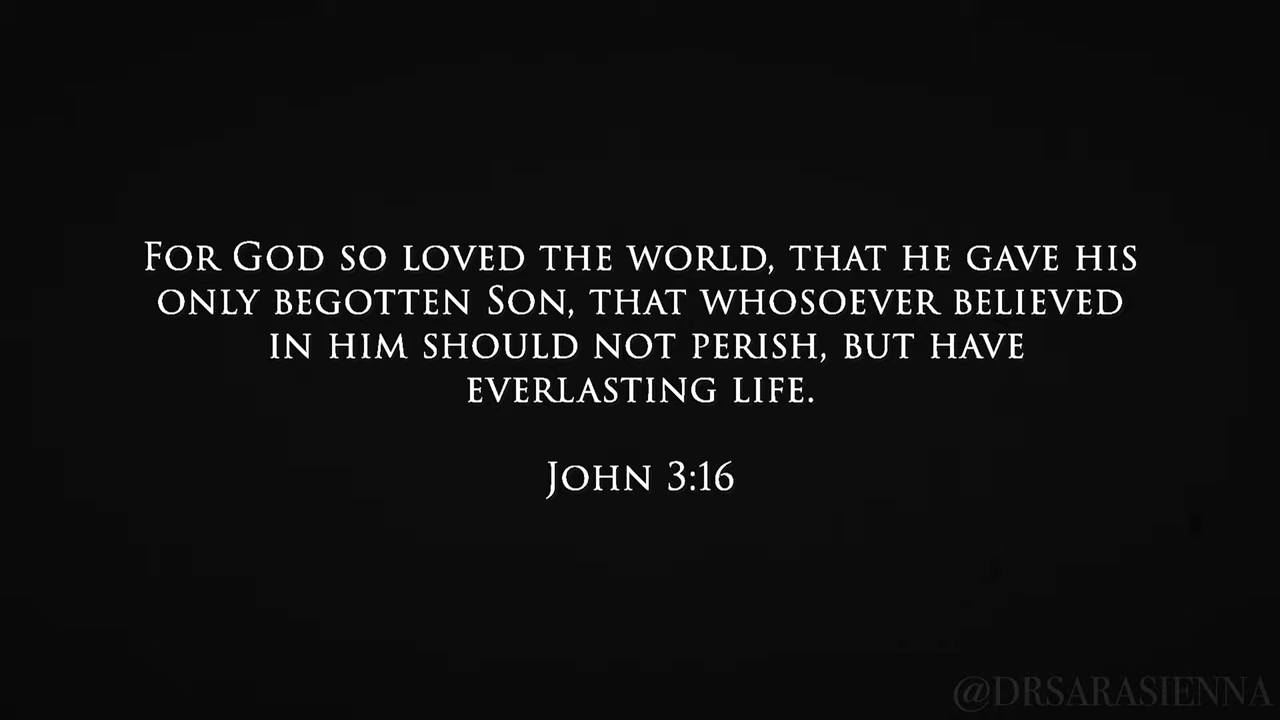 For God so loved the world, that he gave his
only begotten Son, that whosoever believed
in him should not perish, but have
everlasting life.
John 3:16
@DRSARASIENNA